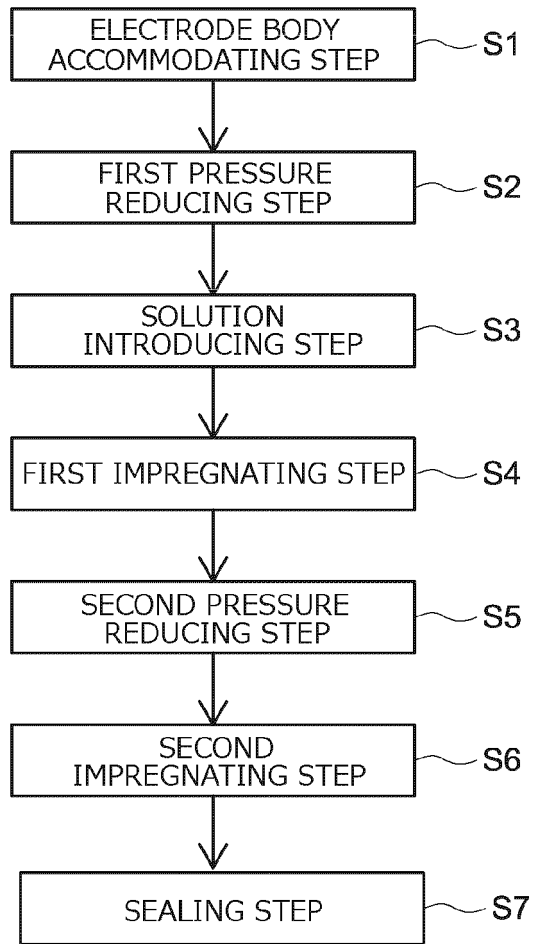 ELECTRODE BODY
ACCOMMODATING STEP
S1
FIRST PRESSURE
REDUCING STEP
S2
SOLUTION
INTRODUCING STEP
S3
FIRST IMPREGNATING STEP
S4
SECOND PRESSURE
REDUCING STEP
S5
SECOND
IMPREGNATING STEP
S6
SEALING STEP
S7